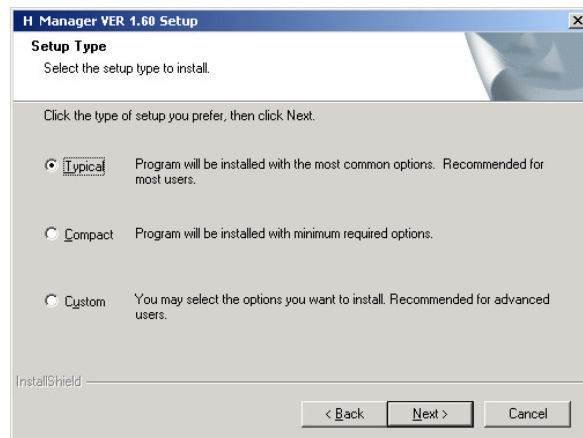 H Manager VER 1.60 Setup
Setup Type
Select the setup type to install.
Click the type of setup you prefer, then click Next.
Typical
Program will be installed with the most common options. Recommended for
most users.
Compact
Program will be installed with minimum required options.
Custom
You may select the options you want to install. Recommended for advanced
users.
InstallShield
< Back
Next >
Cancel